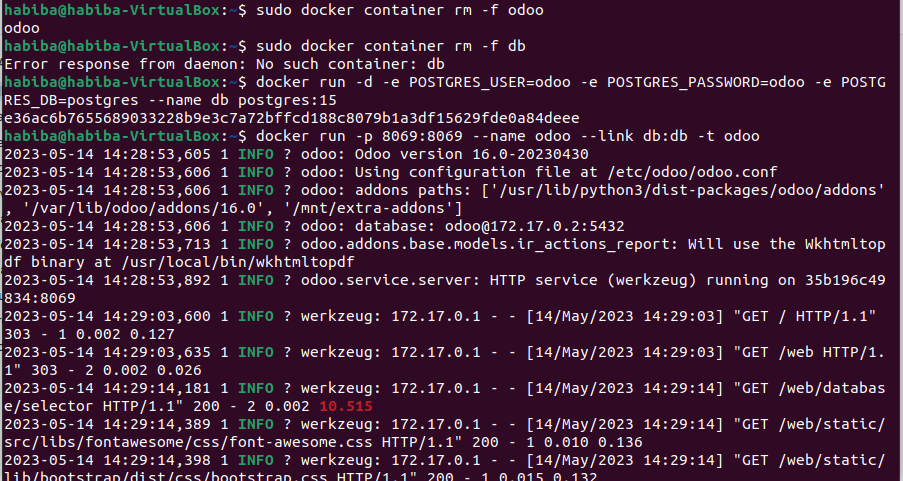 habiba@habiba-VirtualBox:~$ sudo docker container rm -f odoo
odoo
habiba@habiba-VirtualBox:~$ sudo docker container rm -f db
Error response from daemon: No such container: db
habiba@habiba-VirtualBox:~$ docker run -d -e POSTGRES_USER=odoo -e POSTGRES_PASSWORD=odoo -e POSTG
RES_DB=postgres --name db postgres:15
e36ac6b7655689033228b9e3c7a72bffcd188c8079b1a3df15629fde0a84deee
habiba@habiba-VirtualBox:~$ docker run -p 8069:8069 --name odoo --link db:db -t odoo
2023-05-14 14:28:53,605 1 INFO ? odoo: Odoo version 16.0-20230430
2023-05-14 14:28:53,606 1 INFO ? odoo: Using configuration file at /etc/odoo/odoo.conf
2023-05-14 14:28:53,606 1 INFO ? odoo: addons paths: ['/usr/lib/python3/dist-packages/odoo/addons'
, '/var/lib/odoo/addons/16.0', '/mnt/extra-addons']
2023-05-14 14:28:53,606 1 INFO ? odoo: database: odoo@172.17.0.2:5432
2023-05-14 14:28:53,713 1 INFO ? odoo.addons.base.models.ir_actions_report: Will use the Wkhtmltop
df binary at /usr/local/bin/wkhtmltopdf
2023-05-14 14:28:53,892 1 INFO ? odoo.service.server: HTTP service (werkzeug) running on 35b196c49
834:8069
2023-05-14 14:29:03,600 1 INFO ? werkzeug: 172.17.0.1 - - [14/May/2023 14:29:03] "GET / HTTP/1.1"
303 - 1 0.002 0.127
2023-05-14 14:29:03,635 1 INFO ? werkzeug: 172.17.0.1 - - [14/May/2023 14:29:03] "GET /web HTTP/1.
1" 303 - 2 0.002 0.026
2023-05-14 14:29:14,181 1 INFO ? werkzeug: 172.17.0.1 - - [14/May/2023 14:29:14] "GET /web/databas
e/selector HTTP/1.1" 200 - 2 0.002 10.515
2023-05-14 14:29:14,389 1 INFO ? werkzeug: 172.17.0.1 - - [14/May/2023 14:29:14] "GET /web/static/
src/libs/fontawesome/css/font-awesome.css HTTP/1.1" 200 - 1 0.010 0.136
2023-05-14 14:29:14,398 1 INFO ? werkzeug: 172.17.0.1 - - [14/May/2023 14:29:14] "GET /web/static/
lib/bootstrap/dist/css/bootstrap.css HTTP/1.1" 200 - 1 0.015 0.132